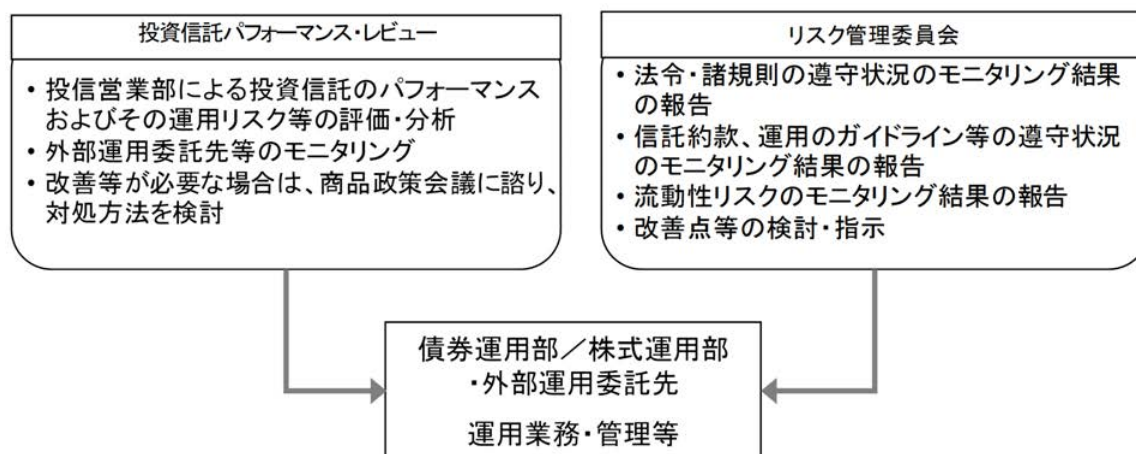 投資信託パフォーマンス・レビュー
・投信営業部による投資信託のパフォーマンス
およびその運用リスク等の評価・分析
・外部運用委託先等のモニタリング
・改善等が必要な場合は、商品政策会議に諮り、
対処方法を検討
リスク管理委員会
・法令・諸規則の遵守状況のモニタリング結果
の報告
・信託約款、運用のガイドライン等の遵守状況
のモニタリング結果の報告
・流動性リスクのモニタリング結果の報告
・改善点等の検討・指示
債券運用部／株式運用部
・外部運用委託先
運用業務・管理等